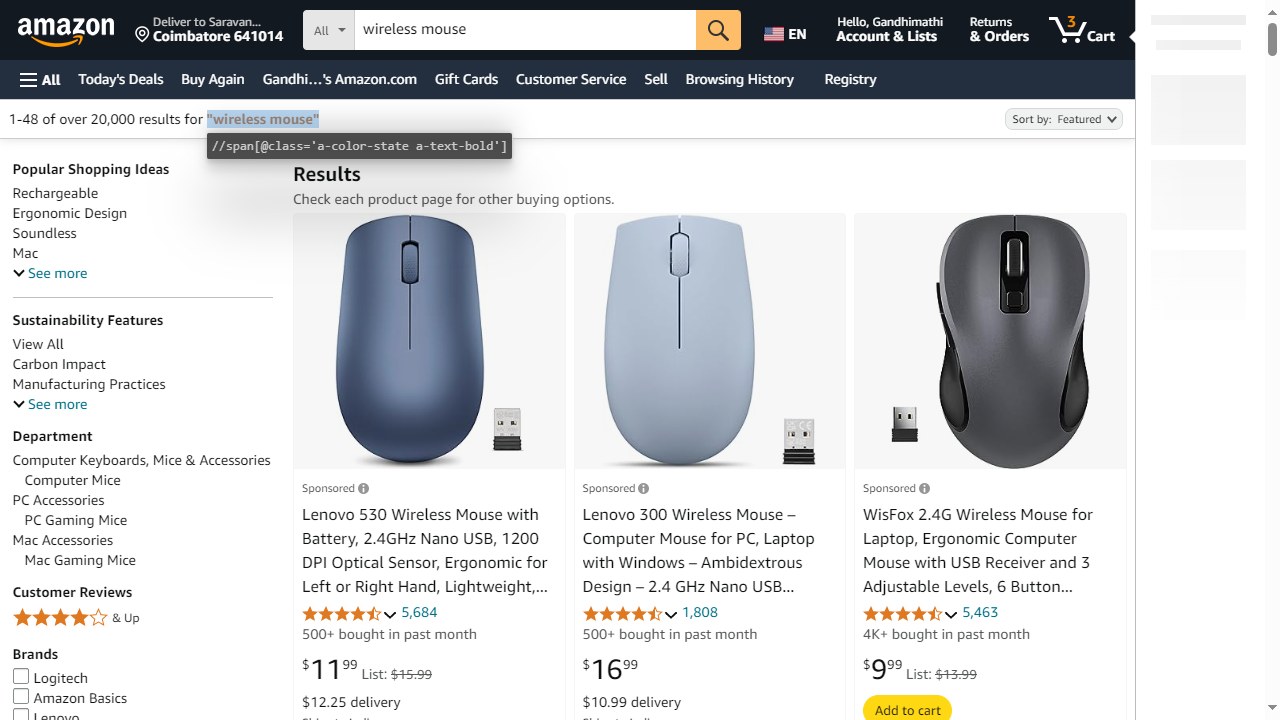 amazon
Deliver to Saravan...
Coimbatore 641014
All
wireless mouse
EN
Hello, Gandhimathi
Account & Lists
Returns
& Orders
3
Cart
All
Today's Deals
Buy Again
Gandhi...'s Amazon.com
Gift Cards
Customer Service
Sell
Browsing History
Registry
1-48 of over 20,000 results for "wireless mouse"
Sort by: Featured
//span[@class='a-color-state a-text-bold']
Popular Shopping Ideas
Rechargeable
Ergonomic Design
Soundless
Mac
See more
Sustainability Features
View All
Carbon Impact
Manufacturing Practices
See more
Department
Computer Keyboards, Mice & Accessories
Computer Mice
PC Accessories
PC Gaming Mice
Mac Accessories
Mac Gaming Mice
Customer Reviews
& Up
Brands
Logitech
Amazon Basics
Lenovo
Results
Check each product page for other buying options.
Sponsored
Lenovo 530 Wireless Mouse with
Battery, 2.4GHz Nano USB, 1200
DPI Optical Sensor, Ergonomic for
Left or Right Hand, Lightweight,...
5,684
500+ bought in past month
$11.99 List: $15.99
$12.25 delivery
Sponsored
Lenovo 300 Wireless Mouse –
Computer Mouse for PC, Laptop
with Windows – Ambidextrous
Design – 2.4 GHz Nano USB...
1,808
500+ bought in past month
$16.99
$10.99 delivery
Sponsored
WisFox 2.4G Wireless Mouse for
Laptop, Ergonomic Computer
Mouse with USB Receiver and 3
Adjustable Levels, 6 Button...
5,463
4K+ bought in past month
$9.99 List: $13.99
Add to cart